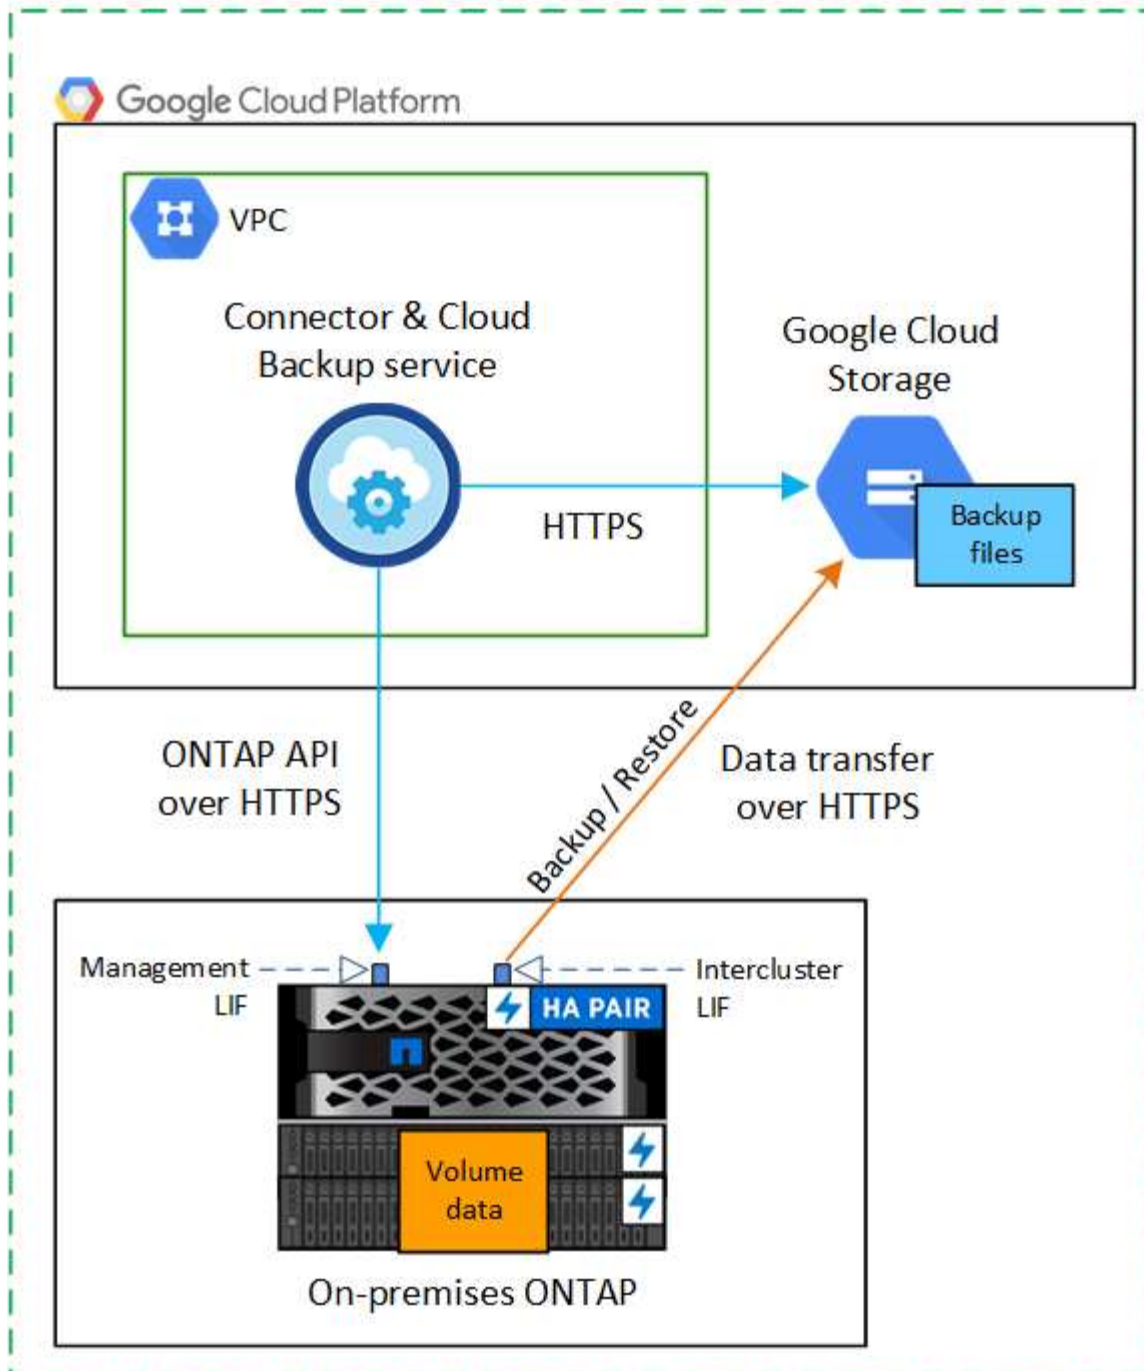 Google Cloud Platform
VPC
Connector & Cloud
Backup service
Google Cloud
Storage
HTTPS
Backup
files
ONTAP API
over HTTPS
Backup / Restore
Data transfer
over HTTPS
Management
LIF
Intercluster
LIF
HA PAIR
Volume
data
On-premises ONTAP